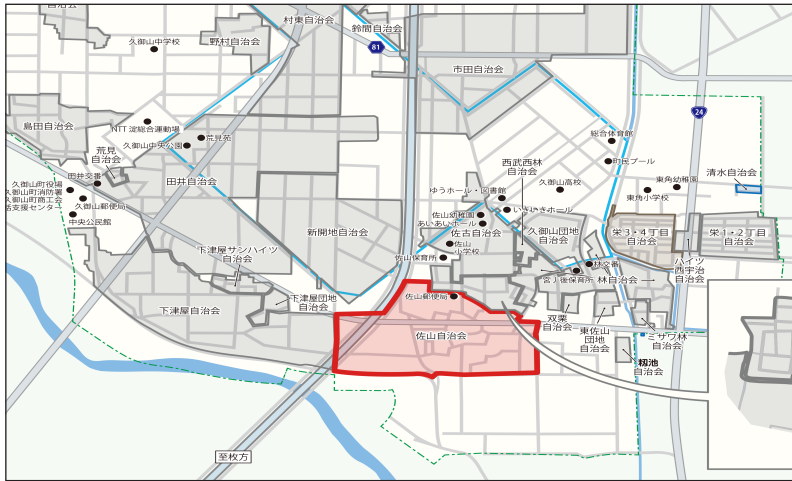 自治会
村東自治会
鈴間自治会
野村自治会
久御山中学校
81
市田自治会
24
島田自治会
NTT 淀総合運動場
久御山中央公園
荒見苑
荒見
自治会
田井交番
田井自治会
久御山町役場
久御山町消防署
久御山町商工会
活支援センター
久御山郵便局
中央公民館
総合体育館
町民プール
西武西林
自治会
ゆうホール・図書館
久御山高校
東角幼稚園
東角小学校
清水自治会
いきいきホール
佐山幼稚園
あいあいホール
佐古自治会
佐山
小学校
佐山保育所
久御山団地
自治会
栄3・4丁目
自治会
栄1・2丁目
自治会
ハイツ
西宇治
自治会
新開地自治会
下津屋サンハイツ
自治会
下津屋団地
自治会
下津屋自治会
林交番
宮ノ後保育所
林自治会
佐山郵便局
佐山自治会
双栗
自治会
東佐山
団地
自治会
ミサワ林
自治会
籾池
自治会
至枚方